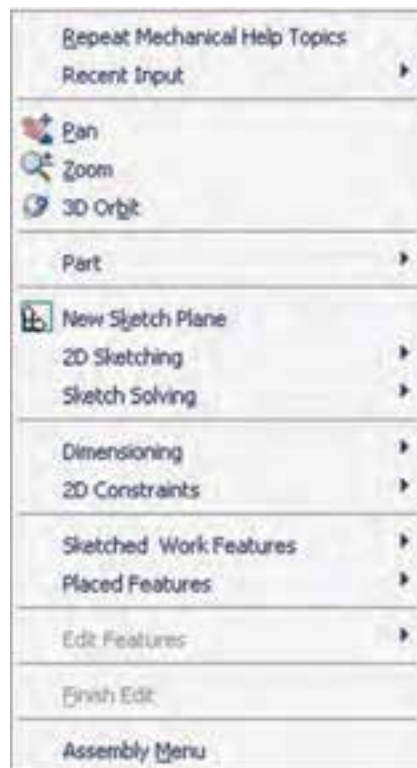 Repeat Mechanical Help Topics
Recent Input
Pan
Zoom
3D Orbit
Part
New Sketch Plane
2D Sketching
Sketch Solving
Dimensioning
2D Constraints
Sketched Work Features
Placed Features
Edit Features
Finish Edit
Assembly Menu